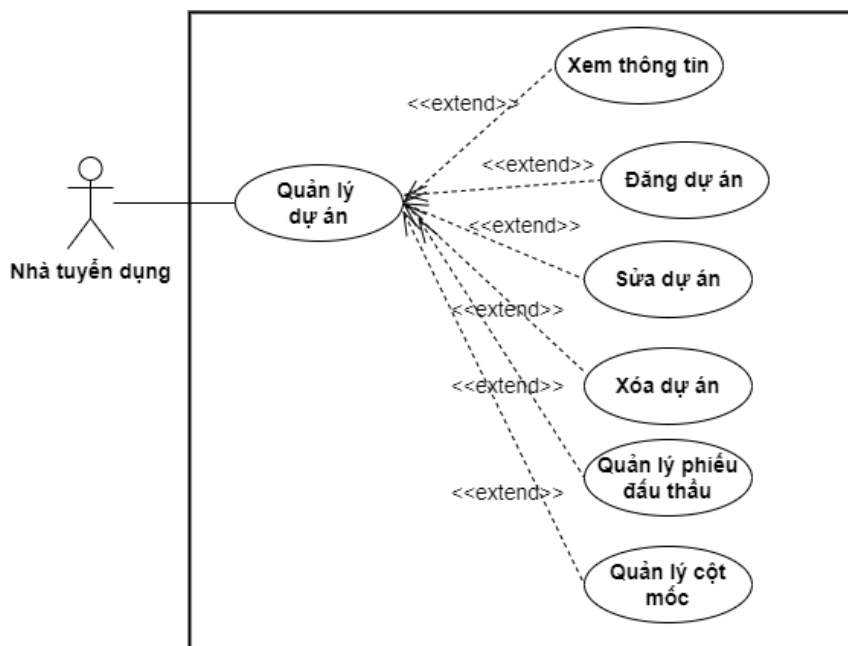 Xem thông tin
<<extend>>
<<extend>>
Đăng dự án
Quản lý
dự án
<<extend>>
Nhà tuyển dụng
Sửa dự án
<<extend>>
<<extend>>
Xóa dự án
Quản lý phiếu
đấu thầu
<<extend>>
Quản lý cột
mốc